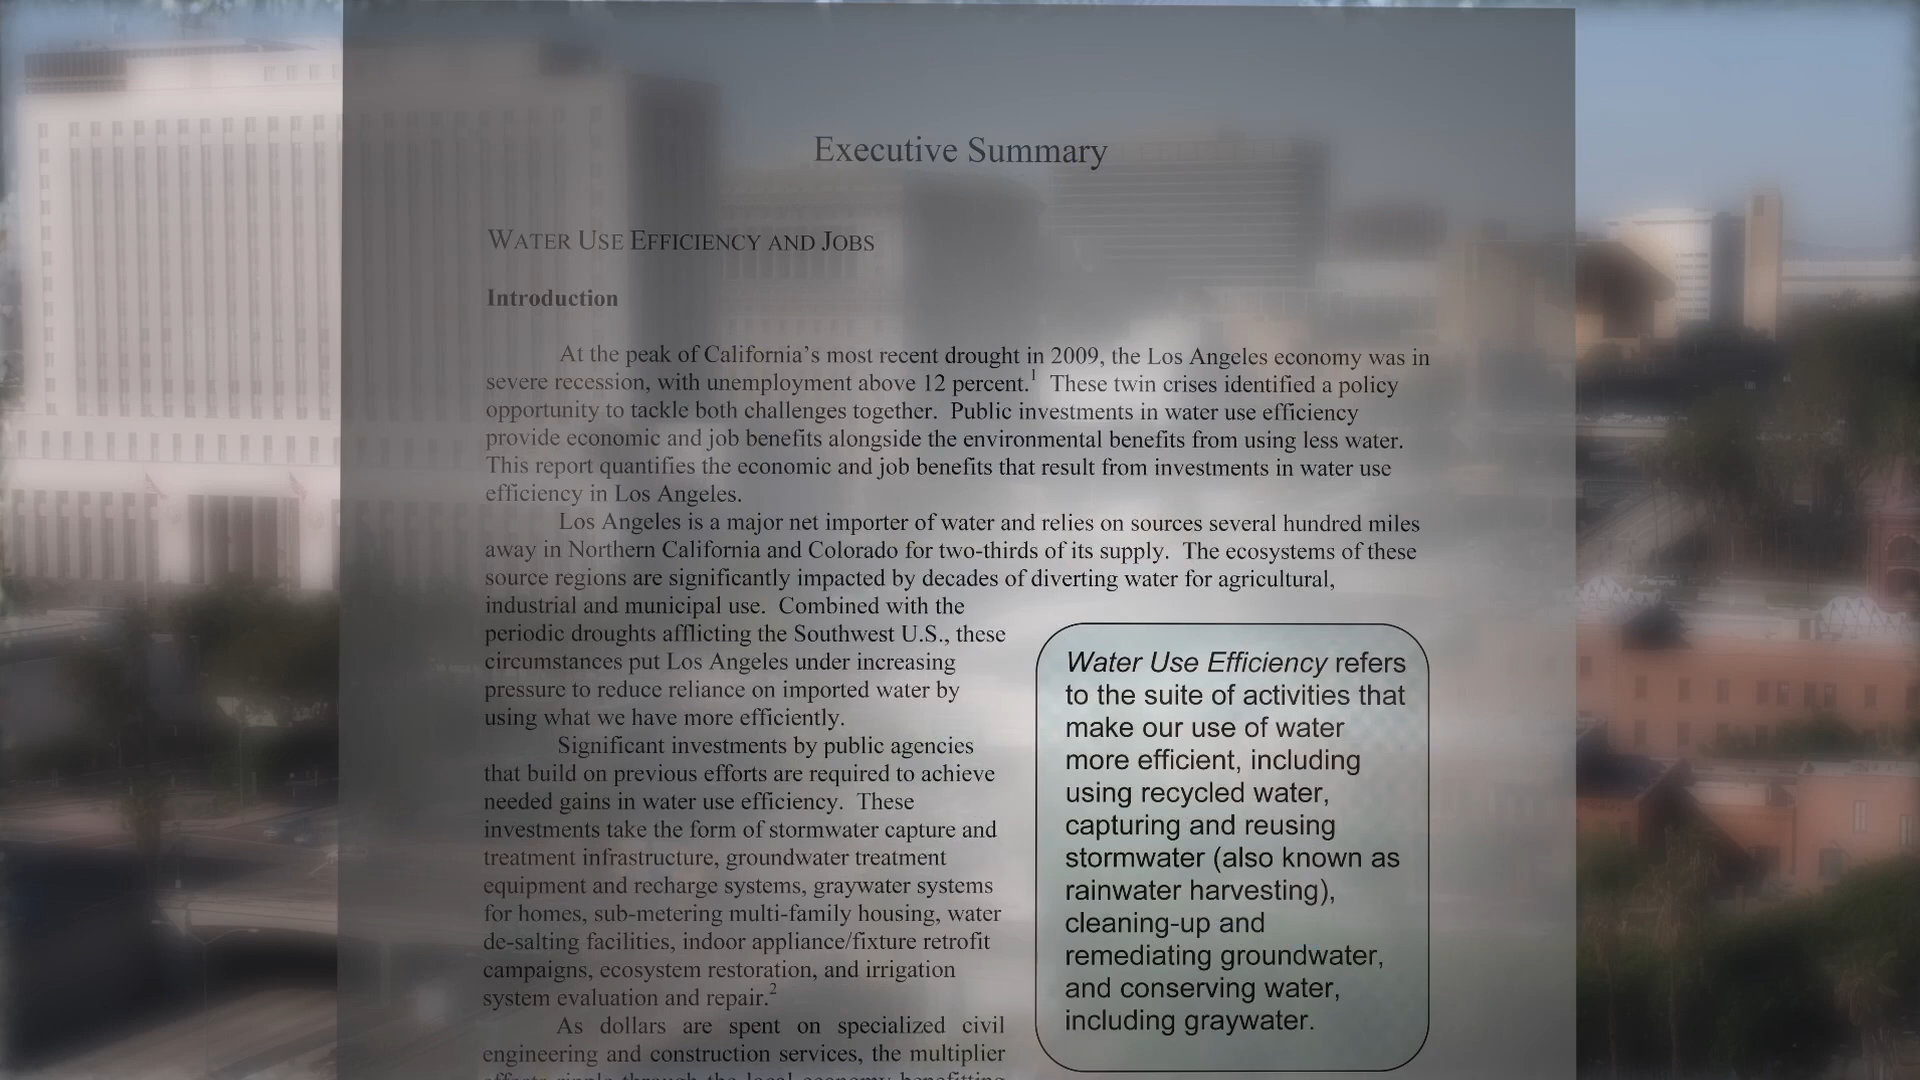 Executive Summary
WATER USE EFFICIENCY AND JOBS
Introduction
At the peak of California’s most recent drought in 2009, the Los Angeles economy was in
severe recession, with unemployment above 12 percent.1 These twin crises identified a policy
opportunity to tackle both challenges together. Public investments in water use efficiency
provide economic and job benefits alongside the environmental benefits from using less water.
This report quantifies the economic and job benefits that result from investments in water use
efficiency in Los Angeles.
Los Angeles is a major net importer of water and relies on sources several hundred miles
away in Northern California and Colorado for two-thirds of its supply. The ecosystems of these
source regions are significantly impacted by decades of diverting water for agricultural,
industrial and municipal use. Combined with the
periodic droughts afflicting the Southwest U.S., these
circumstances put Los Angeles under increasing
pressure to reduce reliance on imported water by
using what we have more efficiently.
Significant investments by public agencies
that build on previous efforts are required to achieve
needed gains in water use efficiency. These
investments take the form of stormwater capture and
treatment infrastructure, groundwater treatment
equipment and recharge systems, graywater systems
for homes, sub-metering multi-family housing, water
de-salting facilities, indoor appliance/fixture retrofit
campaigns, ecosystem restoration, and irrigation
system evaluation and repair.2
As dollars are spent on specialized civil
engineering and construction services, the multiplier
effects ripple through the local economy benefitting
Water Use Efficiency refers
to the suite of activities that
make our use of water
more efficient, including
using recycled water,
capturing and reusing
stormwater (also known as
rainwater harvesting),
cleaning-up and
remediating groundwater,
and conserving water,
including graywater.